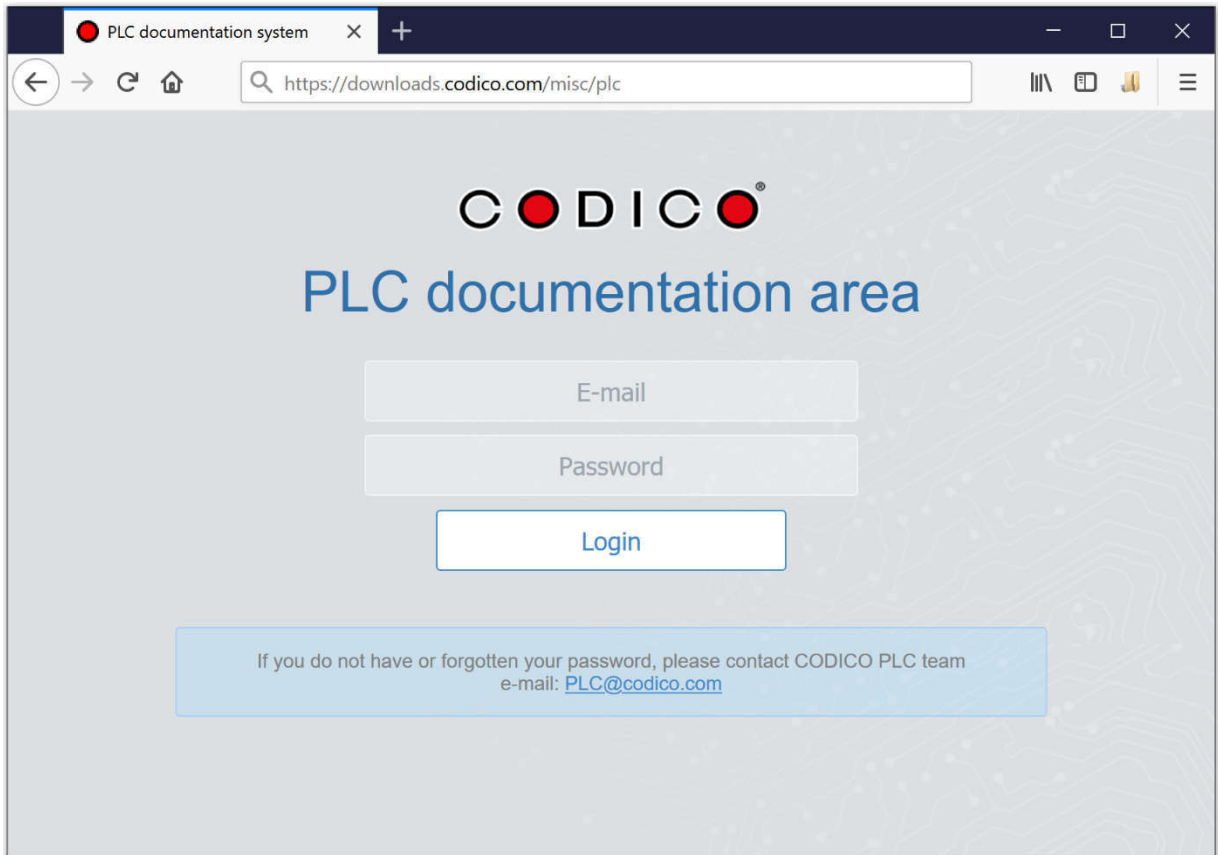 PLC documentation system
https://downloads.codico.com/misc/plc
CODICO®
PLC documentation area
E-mail
Password
Login
If you do not have or forgotten your password, please contact CODICO PLC team
e-mail: PLC@codico.com